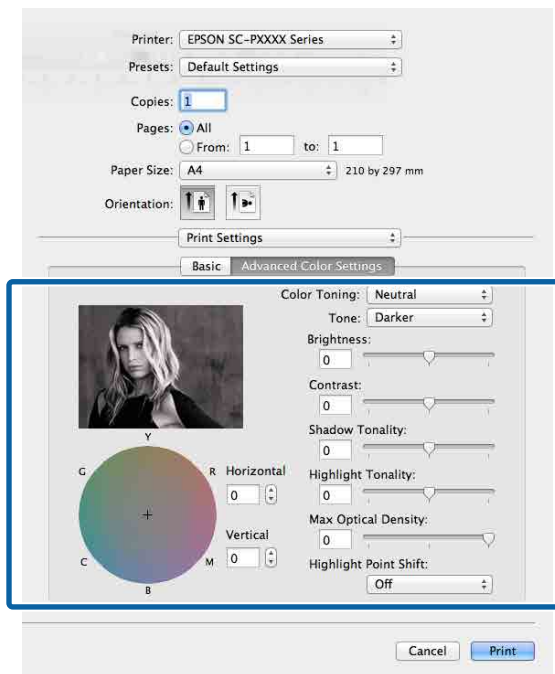 Printer: EPSON SC-PXXXX Series
Presets: Default Settings
Copies: 1
Pages: All
From: 1 to: 1
Paper Size: A4 210 by 297 mm
Orientation:
Print Settings
Basic Advanced Color Settings
Color Toning: Neutral
Tone: Darker
Brightness:
0
Contrast:
0
Shadow Tonality:
0
Highlight Tonality:
0
Max Optical Density:
0
Highlight Point Shift:
Off
Y
G R
C M
B
Horizontal
0
Vertical
0
Cancel Print